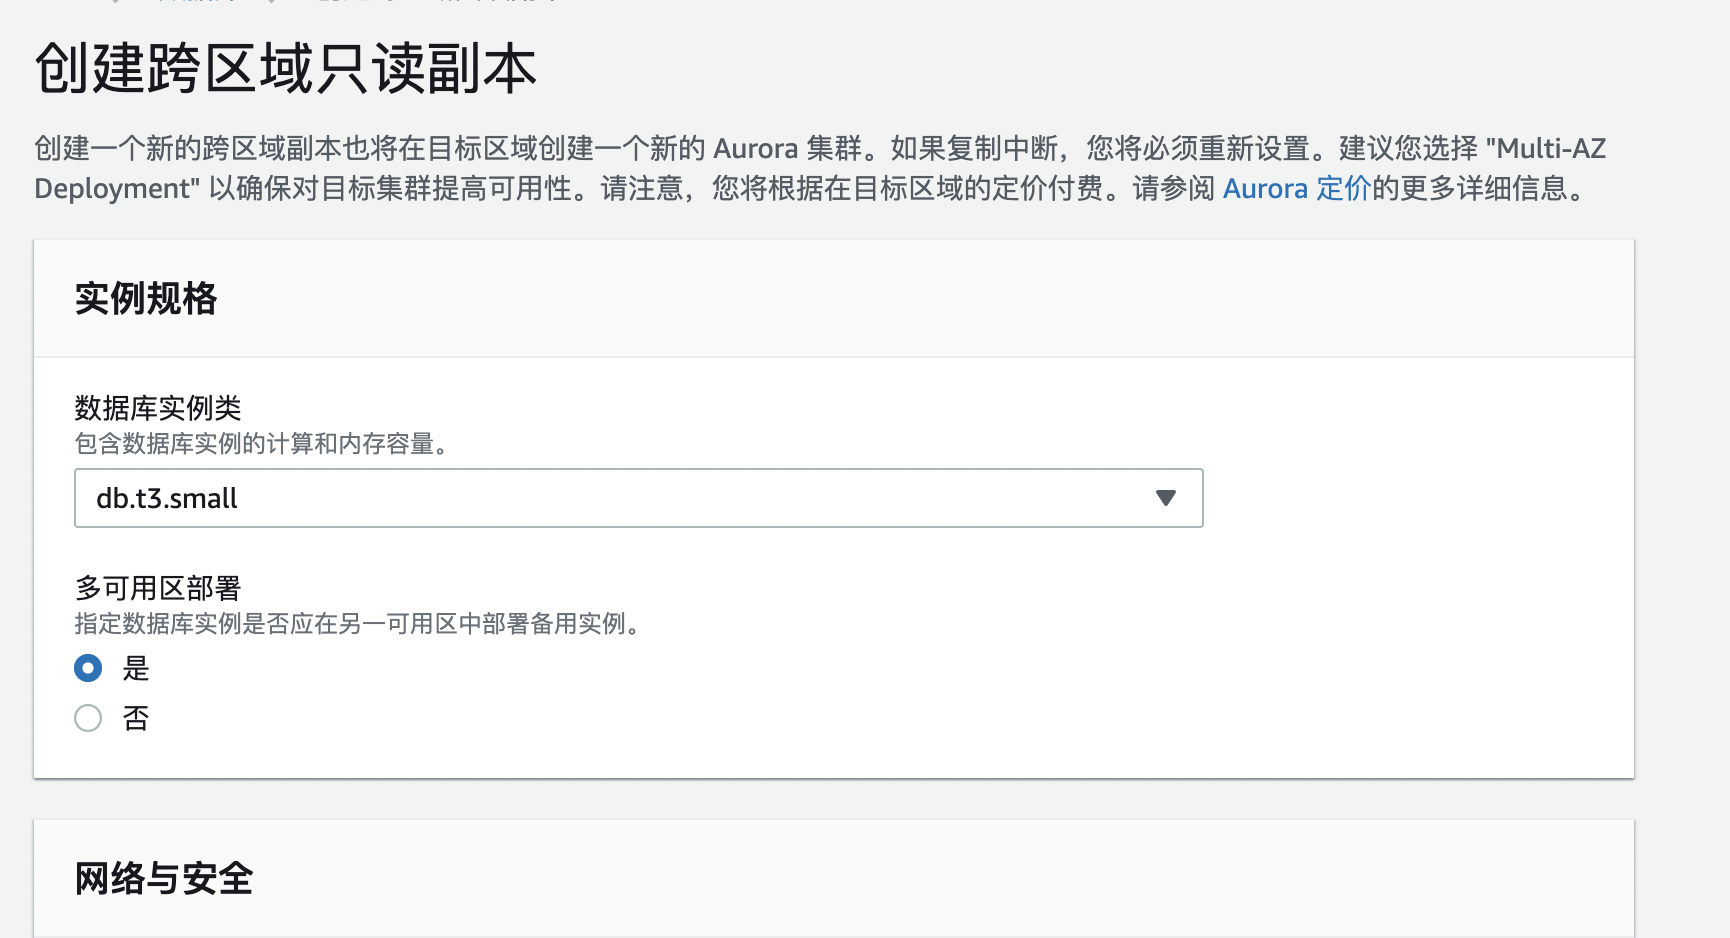 创建跨区域只读副本
创建一个新的跨区域副本也将在目标区域创建一个新的 Aurora 集群。如果复制中断，您将必须重新设置。建议您选择 "Multi-AZ
Deployment" 以确保对目标集群提高可用性。请注意，您将根据在目标区域的定价付费。请参阅 Aurora 定价的更多详细信息。
实例规格
数据库实例类
包含数据库实例的计算和内存容量。
db.t3.small
多可用区部署
指定数据库实例是否应在另一可用区中部署备用实例。
是
否
网络与安全